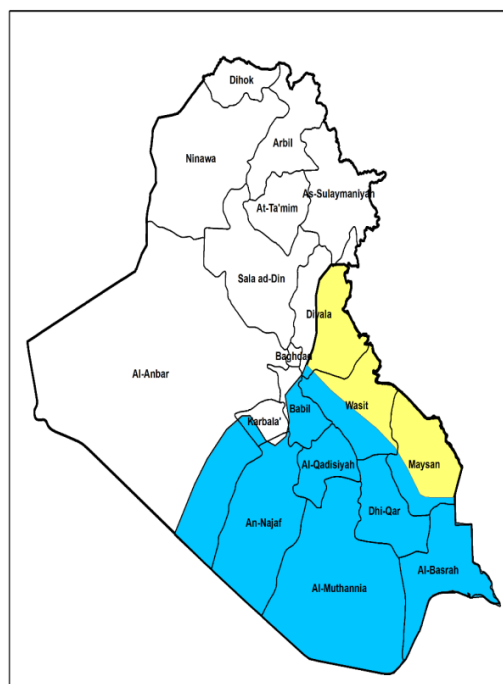 Dihok
Arbil
Ninawa
As-Sulaymaniyah
At-Ta'mim
Sala ad-Din
Diyala
Baghdad
Al-Anbar
Wasit
Babil
Karbala'
Al-Qadisiyah
Maysan
Dhi-Qar
An-Najaf
Al-Basrah
Al-Muthannia